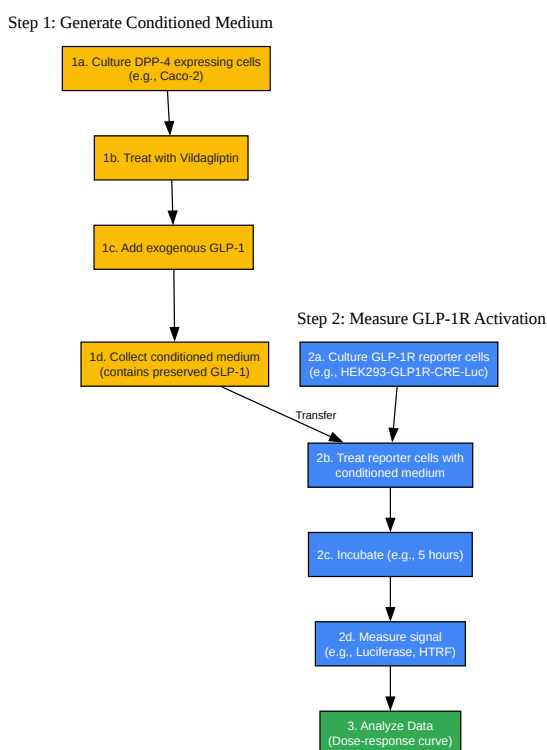 Step 1: Generate Conditioned Medium
1a. Culture DPP-4 expressing cells
(e.g., Caco-2)
1b. Treat with Vildagliptin
1c. Add exogenous GLP-1
1d. Collect conditioned medium
(contains preserved GLP-1)
Transfer
Step 2: Measure GLP-1R Activation
2a. Culture GLP-1R reporter cells
(e.g., HEK293-GLP1R-CRE-Luc)
2b. Treat reporter cells with
conditioned medium
2c. Incubate (e.g., 5 hours)
2d. Measure signal
(e.g., Luciferase, HTRF)
3. Analyze Data
(Dose-response curve)